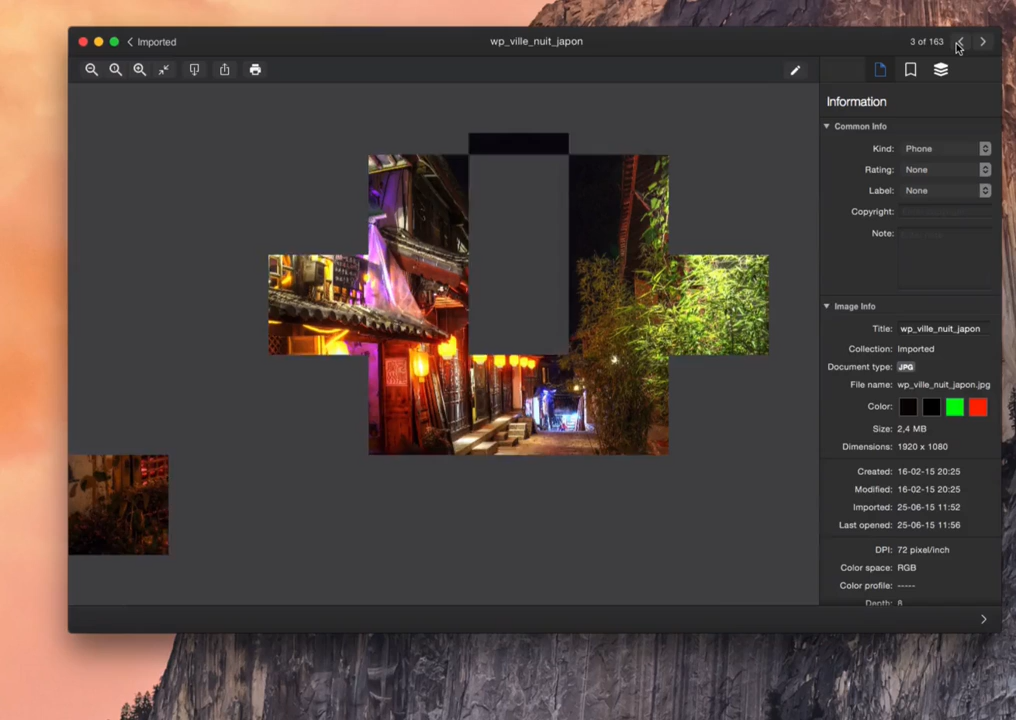 Imported
wp_ville_nuit_japon
3 of 163
Information
Common Info
Kind: Phone
Rating: None
Label: None
Copyright:
Note:
Image Info
Title: wp_ville_nuit_japon
Collection: Imported
Document type: JPG
File name: wp_ville_nuit_japon.jpg
Color:
Size: 2,4 MB
Dimensions: 1920 x 1080
Created: 16-02-15 20:25
Modified: 16-02-15 20:25
Imported: 25-06-15 11:52
Last opened: 25-06-15 11:56
DPI: 72 pixel/inch
Color space: RGB
Color profile: -----
Depth: 8